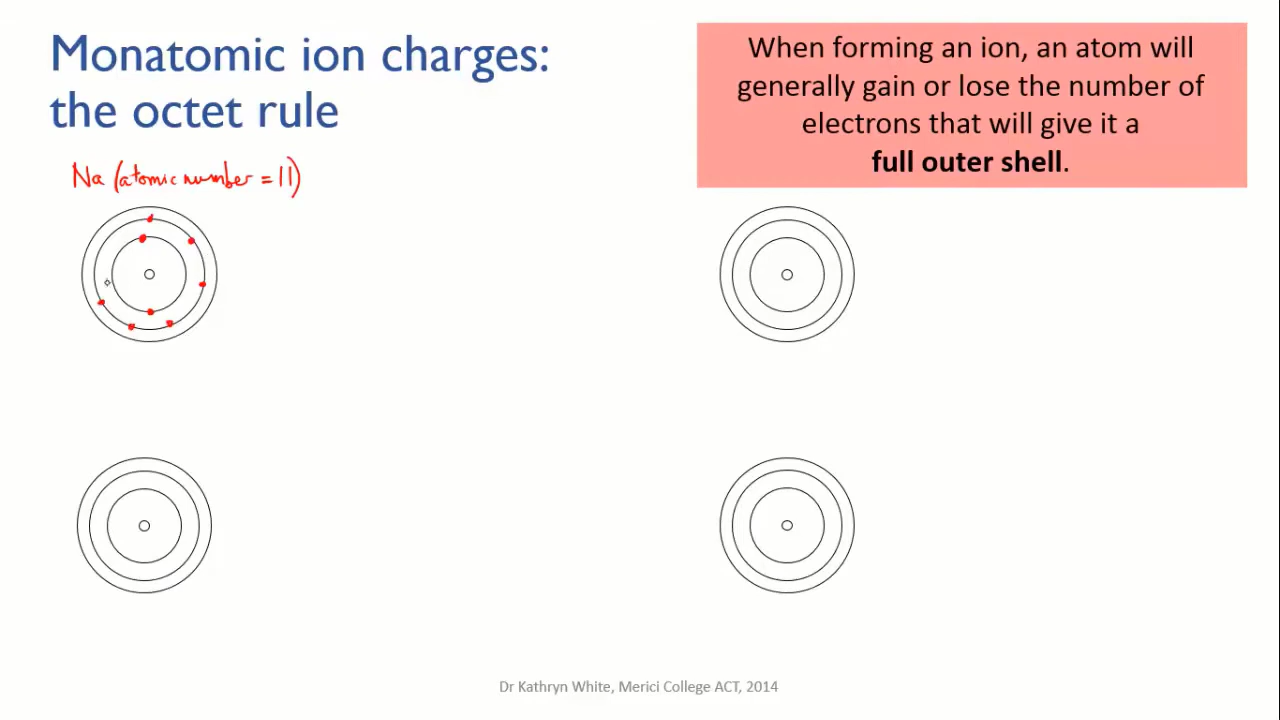 Monatomic ion charges:
the octet rule
When forming an ion, an atom will
generally gain or lose the number of
electrons that will give it a
full outer shell.
Na (atomic number = 11)
Dr Kathryn White, Merici College ACT, 2014